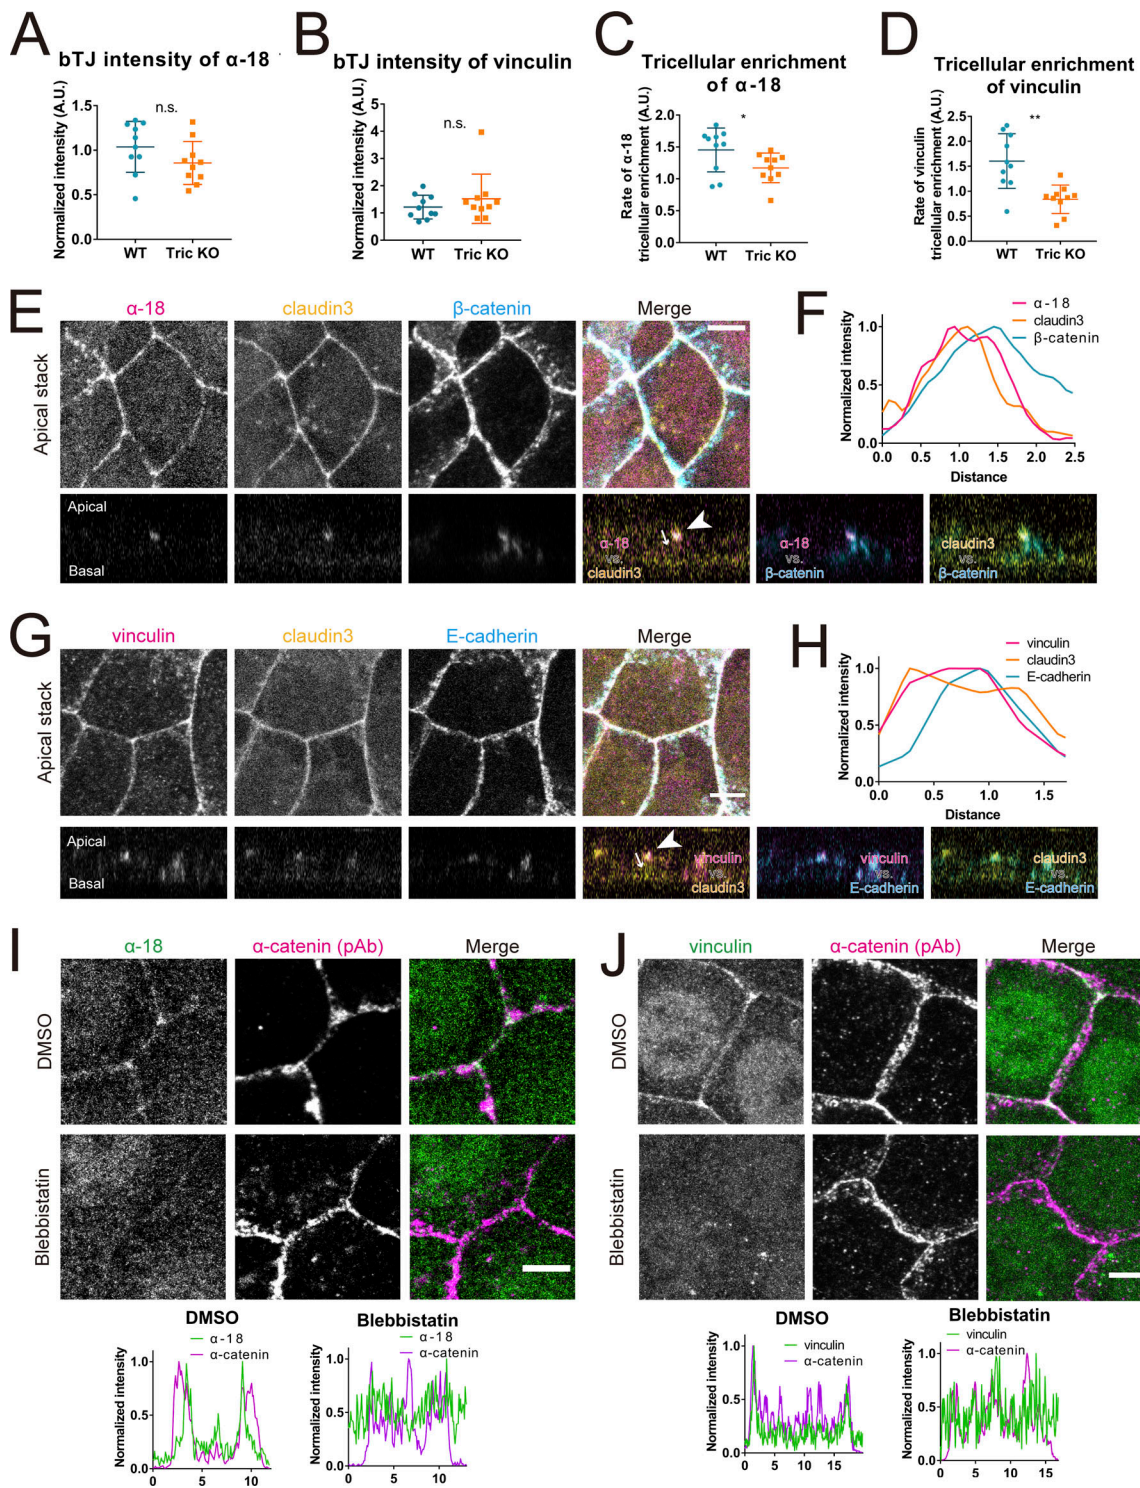 A
bTJ intensity of α-18
Normalized intensity (A.U.)
1.5
1.0
0.5
0.0
n.s.
WT
Tric KO
B
bTJ intensity of vinculin
Normalized intensity (A.U.)
5
4
3
2
1
0
n.s.
WT
Tric KO
C
Tricellular enrichment
of α-18
Rate of α-18
tricellular enrichment (A.U.)
2.0
1.5
1.0
0.5
0.0
*
WT
Tric KO
D
Tricellular enrichment
of vinculin
Rate of vinculin
tricellular enrichment (A.U.)
2.5
2.0
1.5
1.0
0.5
0.0
**
WT
Tric KO
E
α-18
claudin3
β-catenin
Merge
Apical stack
Apical
Basal
α-18
vs.
claudin3
α-18
vs.
β-catenin
claudin3
vs.
β-catenin
F
α-18
claudin3
β-catenin
Normalized intensity
1.0
0.5
0.0
0.0 0.5 1.0 1.5 2.0 2.5
Distance
G
vinculin
claudin3
E-cadherin
Merge
Apical stack
Apical
Basal
vinculin
vs.
claudin3
vinculin
vs.
E-cadherin
claudin3
vs.
E-cadherin
H
vinculin
claudin3
E-cadherin
Normalized intensity
1.0
0.5
0.0
0.0 0.5 1.0 1.5
Distance
I
α-18
α-catenin (pAb)
Merge
DMSO
Blebbistatin
DMSO
α-18
α-catenin
Normalized intensity
1.0
0.5
0.0
0 5 10
Blebbistatin
α-18
α-catenin
Normalized intensity
1.0
0.5
0.0
0 5 10
J
vinculin
α-catenin (pAb)
Merge
DMSO
Blebbistatin
DMSO
vinculin
α-catenin
Normalized intensity
1.0
0.5
0.0
0 5 10 15
Blebbistatin
vinculin
α-catenin
Normalized intensity
1.0
0.5
0.0
0 5 10 15